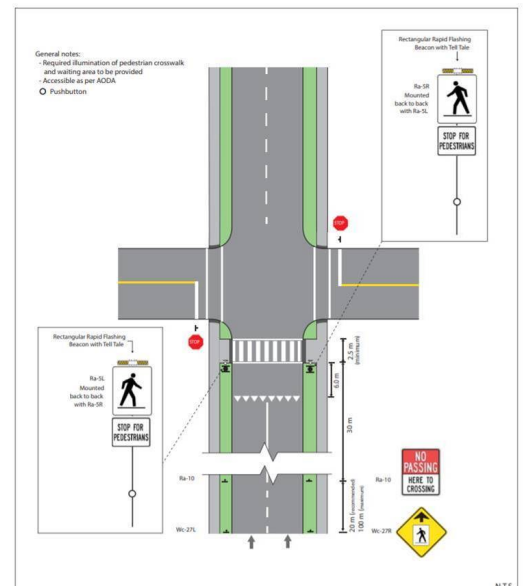 General notes:
- Required illumination of pedestrian crosswalk
and waiting area to be provided
- Accessible as per AODA
Pushbutton
Rectangular Rapid Flashing
Beacon with Tell Tale
Ra-5R
Mounted
back to back
with Ra-5L
STOP FOR
PEDESTRIANS
STOP
STOP
Rectangular Rapid Flashing
Beacon with Tell Tale
Ra-5L
Mounted
back to back
with Ra-5R
STOP FOR
PEDESTRIANS
2.5 m
(minimum)
6.0 m
30 m
Ra-10
Ra-10
NO
PASSING
HERE TO
CROSSING
20 m (recommended)
100 m (maximum)
Wc-27L
Wc-27R
N.T.S.